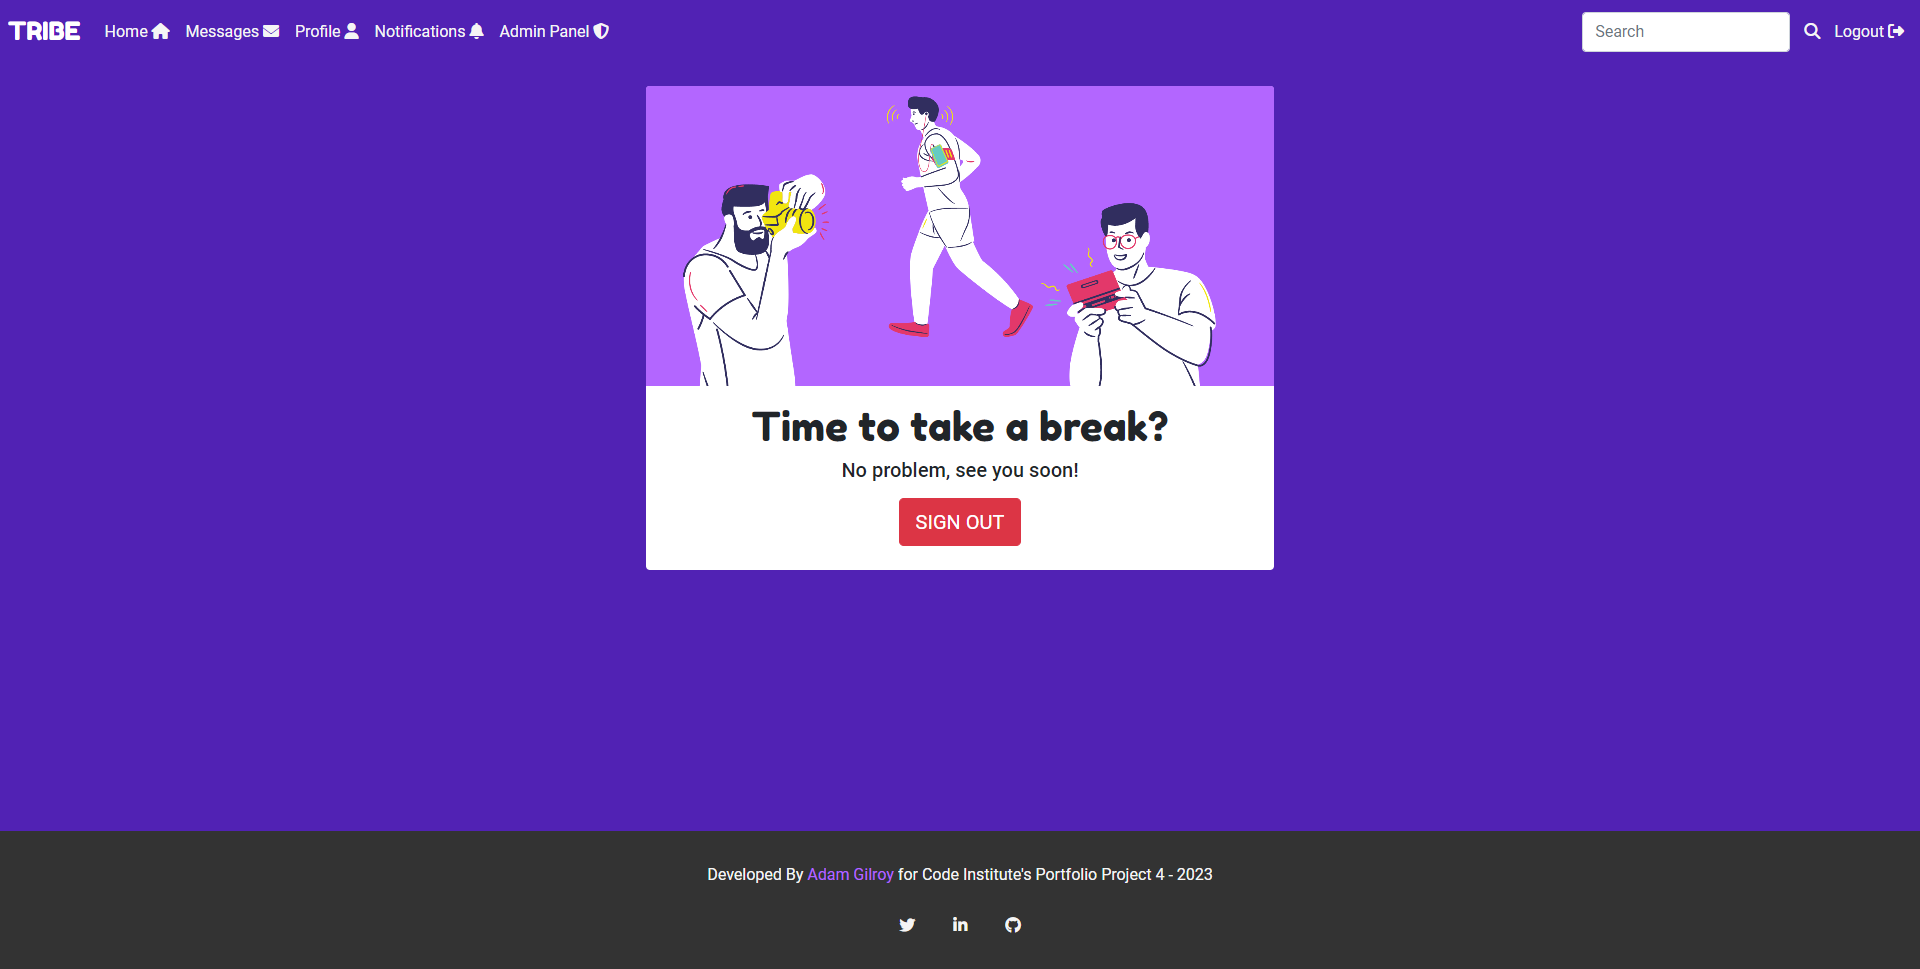 TRIBE Home Messages Profile Notifications Admin Panel Search Logout
Time to take a break?
No problem, see you soon!
SIGN OUT
Developed By Adam Gilroy for Code Institute's Portfolio Project 4 - 2023